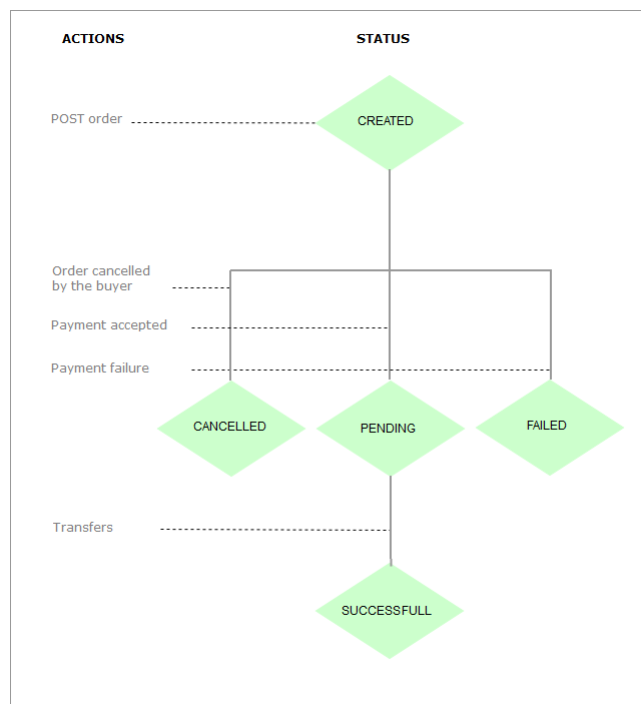 ACTIONS
STATUS
POST order
CREATED
Order cancelled
by the buyer
Payment accepted
Payment failure
CANCELLED
PENDING
FAILED
Transfers
SUCCESSFULL